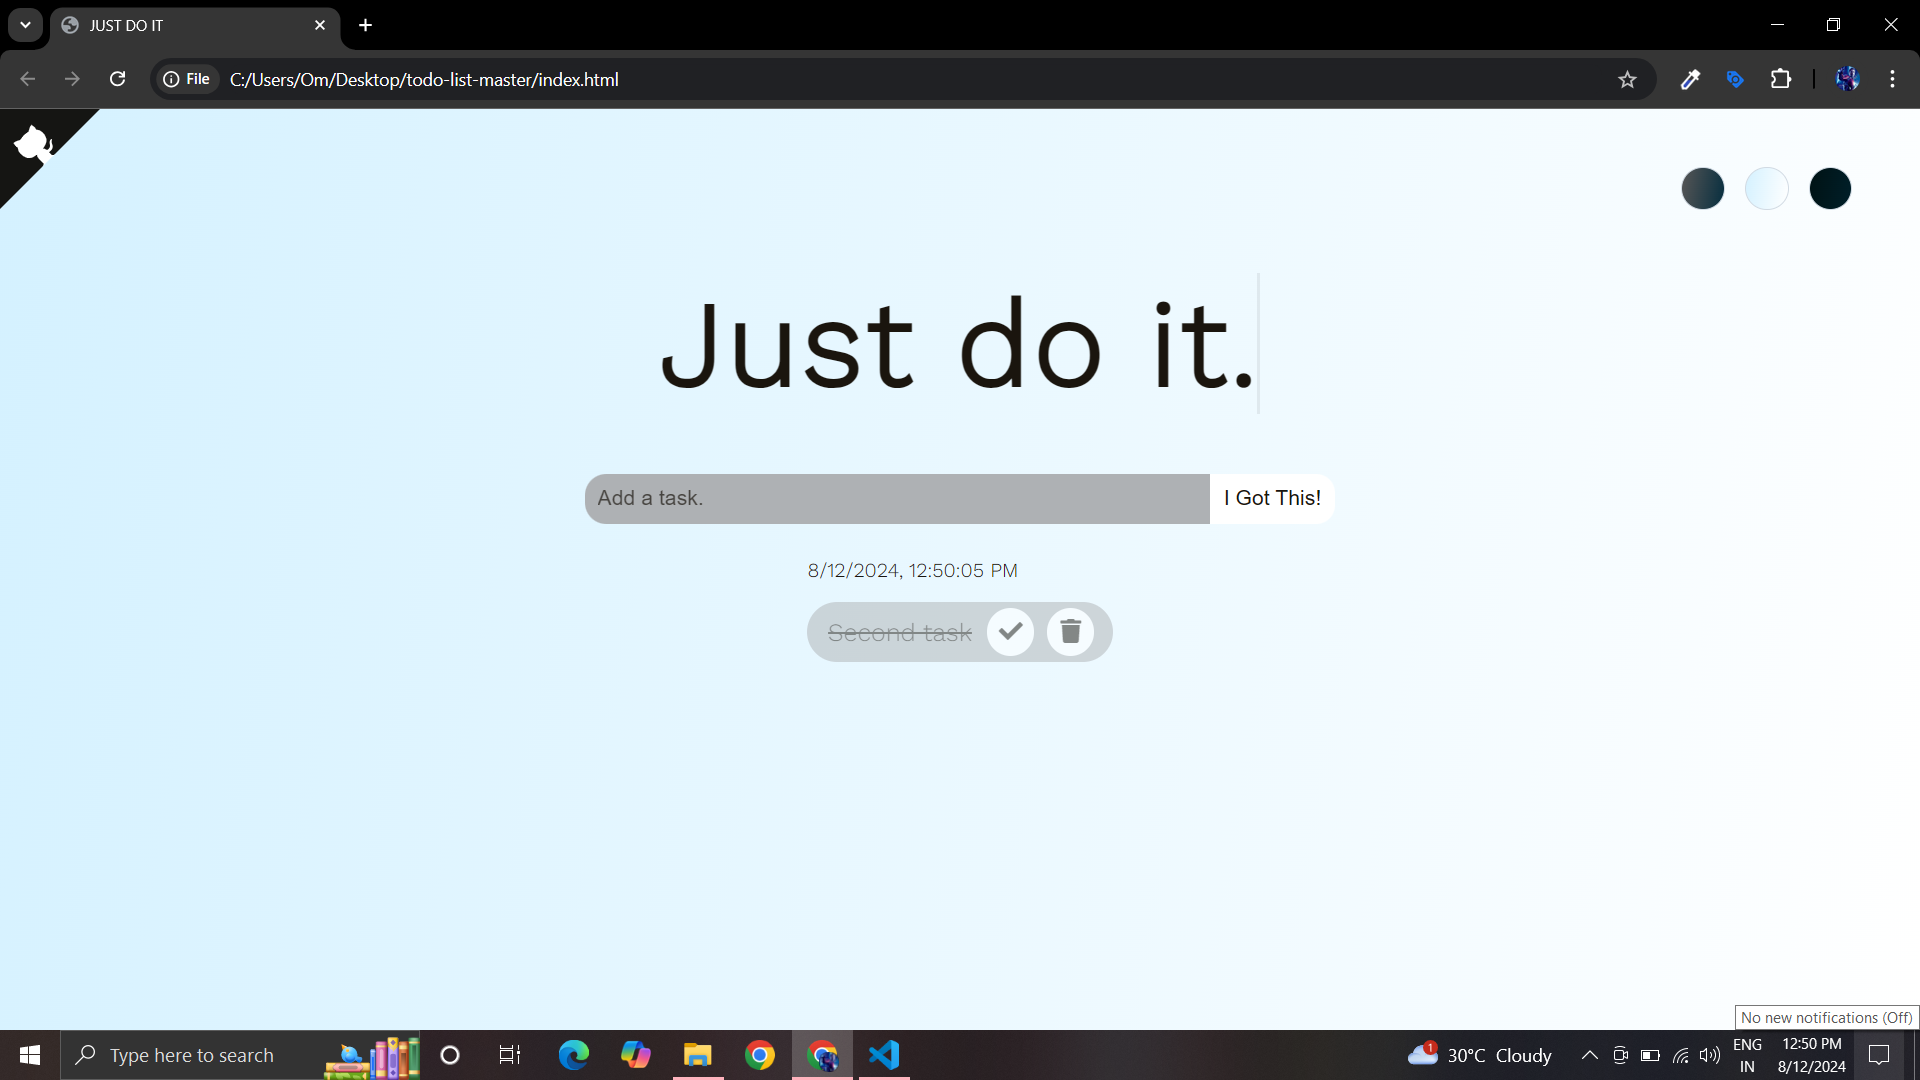 JUST DO IT
File
C:/Users/Om/Desktop/todo-list-master/index.html
Just do it.
Add a task.
I Got This!
8/12/2024, 12:50:05 PM
Second task
No new notifications (Off)
Type here to search
1
30°C Cloudy
ENG
IN
12:50 PM
8/12/2024